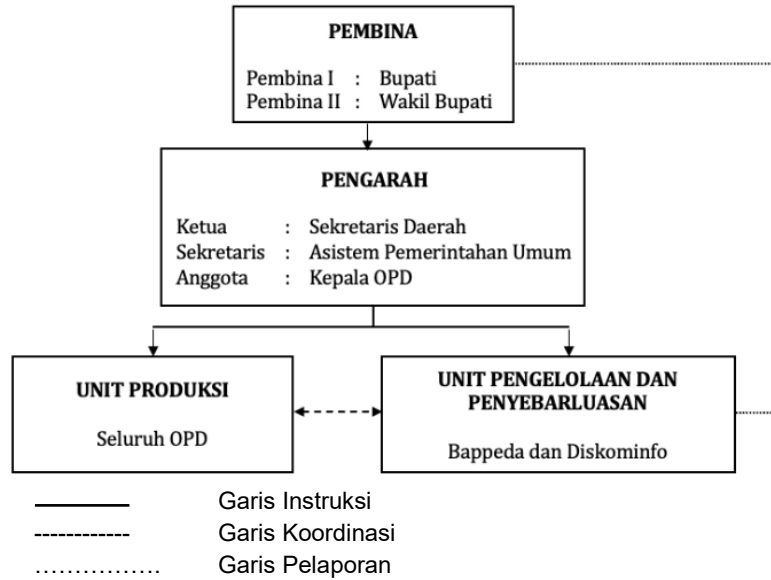 PEMBINA
Pembina I : Bupati
Pembina II : Wakil Bupati
PENGARAH
Ketua : Sekretaris Daerah
Sekretaris : Asistem Pemerintahan Umum
Anggota : Kepala OPD
UNIT PRODUKSI
Seluruh OPD
UNIT PENGELOLAAN DAN
PENYEBARLUASAN
Bappeda dan Diskominfo
Garis Instruksi
Garis Koordinasi
Garis Pelaporan